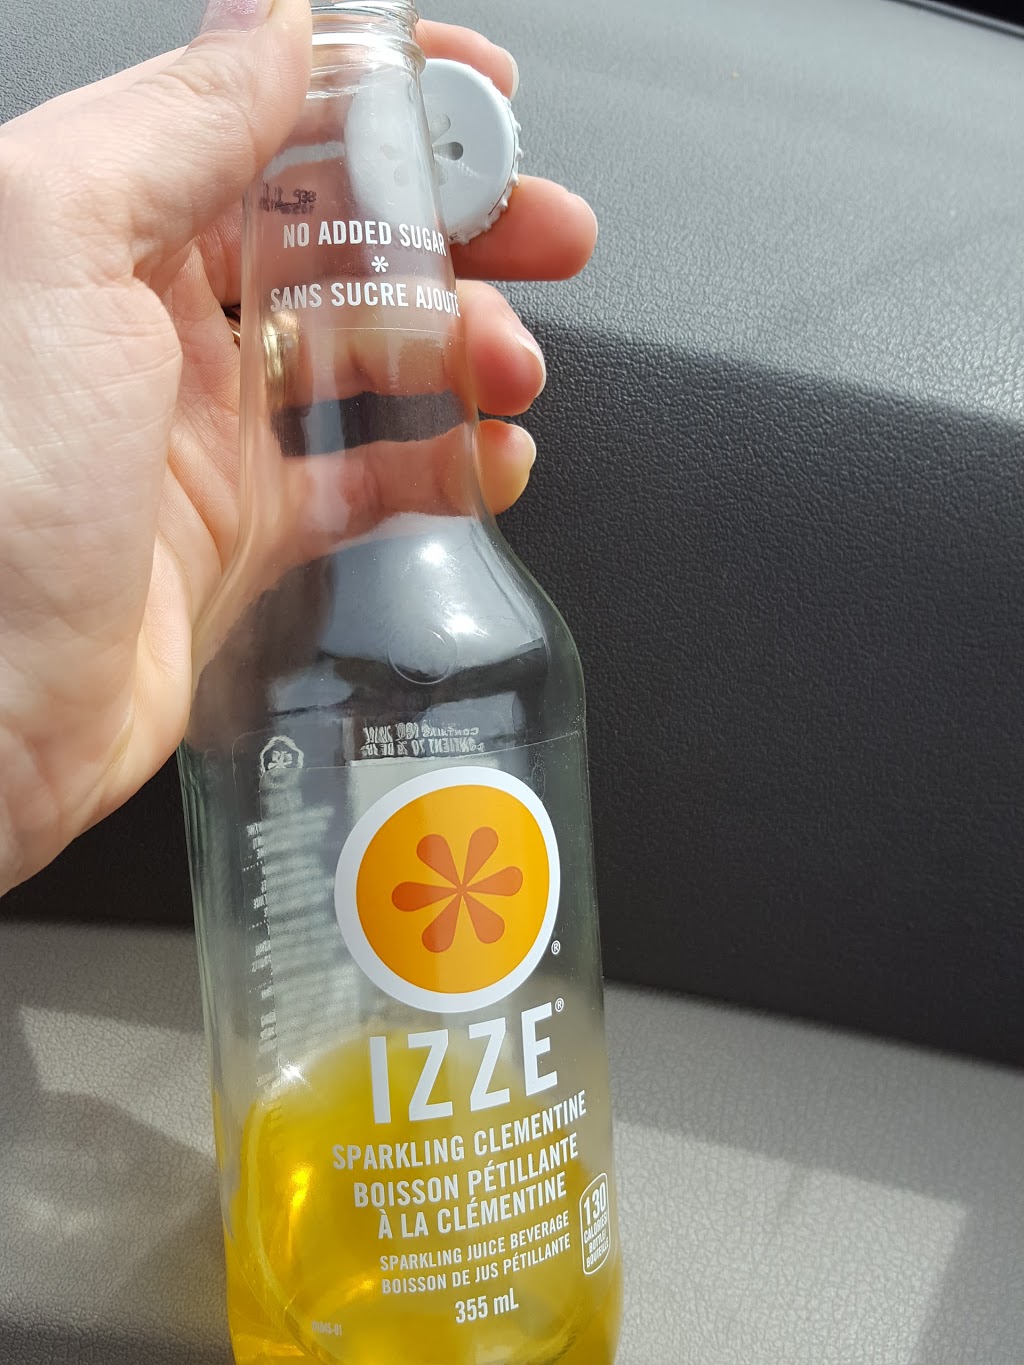 NO ADDED SUGAR
*
SANS SUCRE AJOUTÉ
IZZE®
SPARKLING CLEMENTINE
BOISSON PÉTILLANTE
À LA CLÉMENTINE
SPARKLING JUICE BEVERAGE
BOISSON DE JUS PÉTILLANTE
355 mL
130
CALORIES